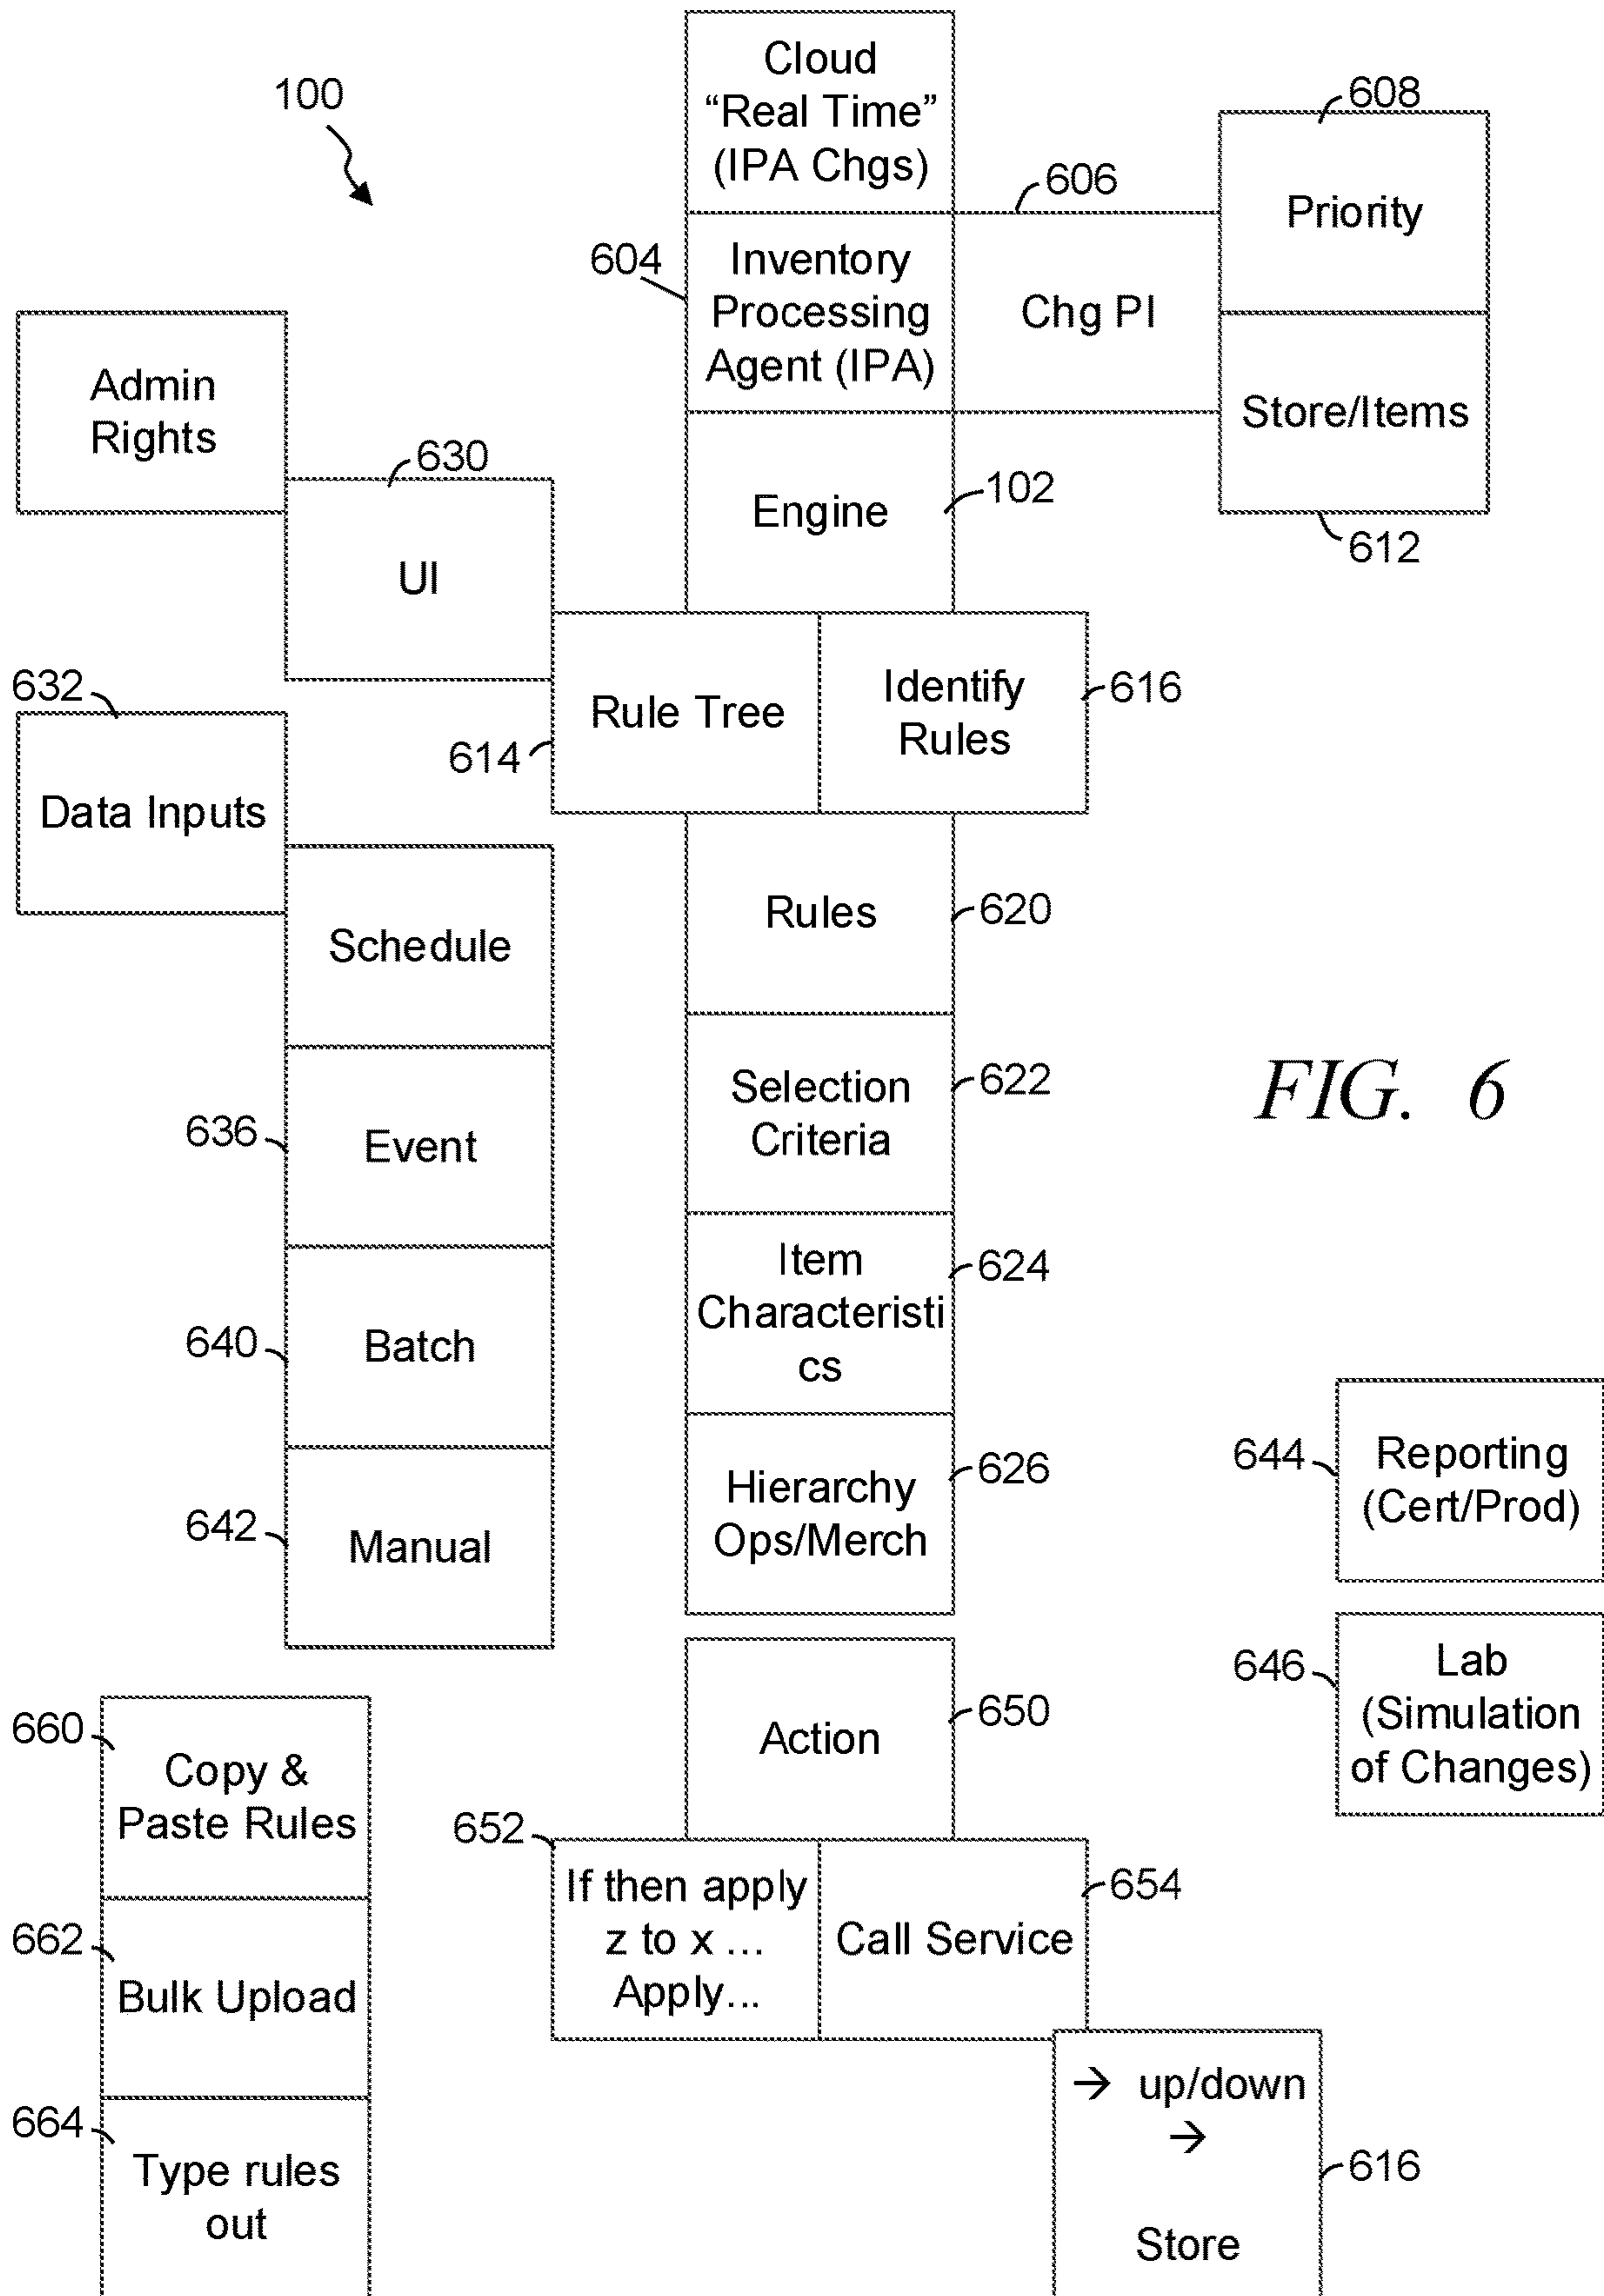 Cloud
“Real Time”
(IPA Chgs)
100
608
Priority
606
604
Inventory
Processing
Agent (IPA)
Chg PI
Store/Items
612
Admin
Rights
630
UI
Engine
102
632
Data Inputs
614
Rule Tree
Identify
Rules
616
Schedule
Rules
620
636
Event
Selection
Criteria
622
FIG. 6
640
Batch
Item
Characteristi
cs
624
642
Manual
Hierarchy
Ops/Merch
626
644
Reporting
(Cert/Prod)
646
Lab
(Simulation
of Changes)
Action
650
660
Copy &
Paste Rules
652
If then apply
z to x ...
Apply...
Call Service
654
662
Bulk Upload
664
Type rules
out
→ up/down
→
Store
616